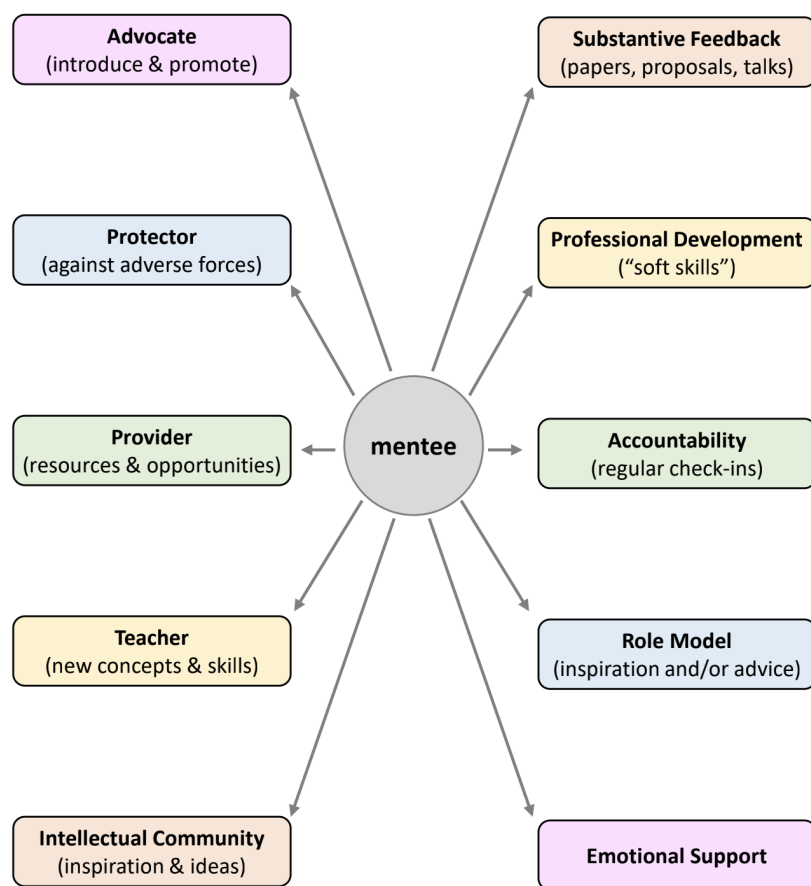 Advocate
(introduce & promote)
Substantive Feedback
(papers, proposals, talks)
Protector
(against adverse forces)
Professional Development
(“soft skills”)
Provider
(resources & opportunities)
mentee
Accountability
(regular check-ins)
Teacher
(new concepts & skills)
Role Model
(inspiration and/or advice)
Intellectual Community
(inspiration & ideas)
Emotional Support